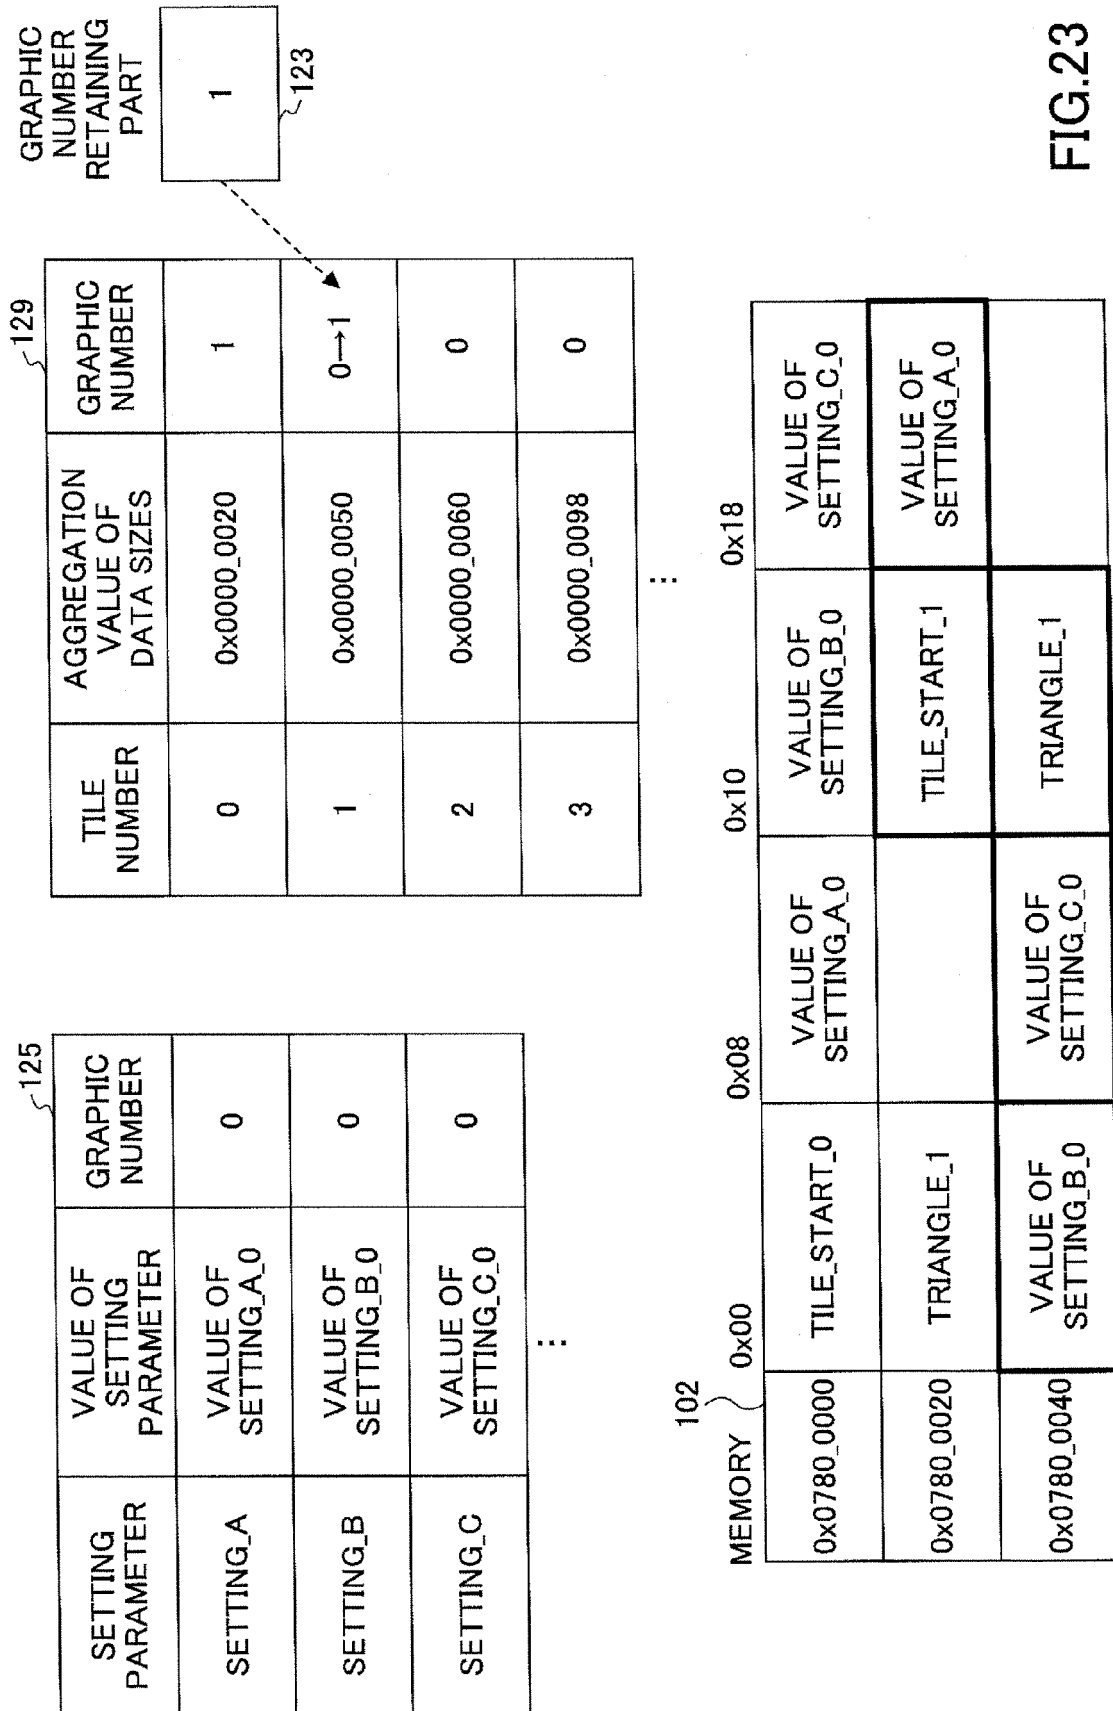 125
SETTING
PARAMETER
VALUE OF
SETTING
PARAMETER
GRAPHIC
NUMBER
SETTING_A
VALUE OF
SETTING_A_0
0
SETTING_B
VALUE OF
SETTING_B_0
0
SETTING_C
VALUE OF
SETTING_C_0
0
...
129
TILE
NUMBER
AGGREGATION
VALUE OF
DATA SIZES
GRAPHIC
NUMBER
0
0x0000_0020
1
1
0x0000_0050
0→1
2
0x0000_0060
0
3
0x0000_0098
0
...
GRAPHIC
NUMBER
RETAINING
PART
1
123
MEMORY 102
0x00
0x08
0x10
0x18
0x0780_0000
TILE_START_0
VALUE OF
SETTING_A_0
VALUE OF
SETTING_B_0
VALUE OF
SETTING_C_0
0x0780_0020
TRIANGLE_1
TILE_START_1
VALUE OF
SETTING_A_0
0x0780_0040
VALUE OF
SETTING_B_0
VALUE OF
SETTING_C_0
TRIANGLE_1
FIG.23